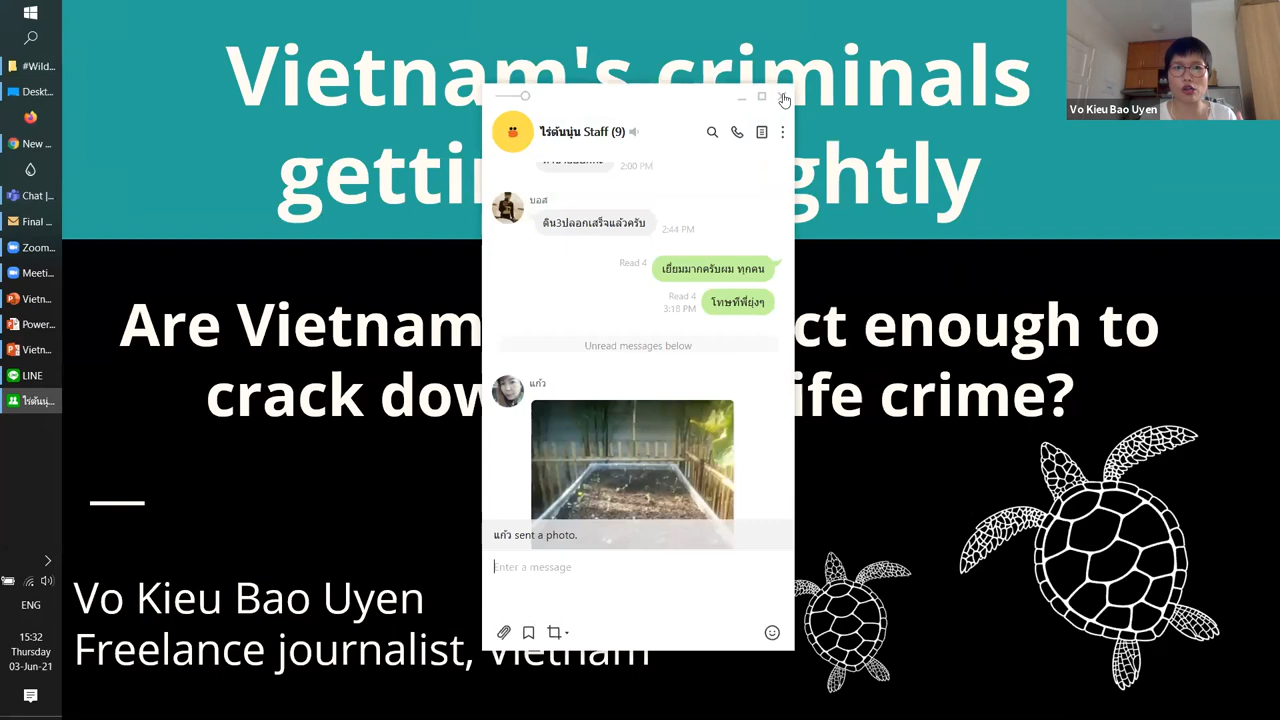 #Wild...
Deskt...
New ...
Chat |...
Final ...
Zoom...
Meeti...
Vietn...
Power...
Vietn...
LINE
ไร่ต้นนุ่...
ENG
15:32
Thursday
03-Jun-21
Vietnam's criminals
getti
ghtly
Are Vietnam
ct enough to
crack dow
ife crime?
Vo Kieu Bao Uyen
Freelance journalist, Vietnam
Vo Kieu Bao Uyen
ไร่ต้นนุ่น Staff (9)
2:00 PM
บอส
ดิน3ปลอกเสร็จแล้วครับ
2:44 PM
Read 4
เยี่ยมมากครับผม ทุกคน
Read 4
3:18 PM
โทษทีพี่ยุ่งๆ
Unread messages below
แก้ว
แก้ว sent a photo.
Enter a message